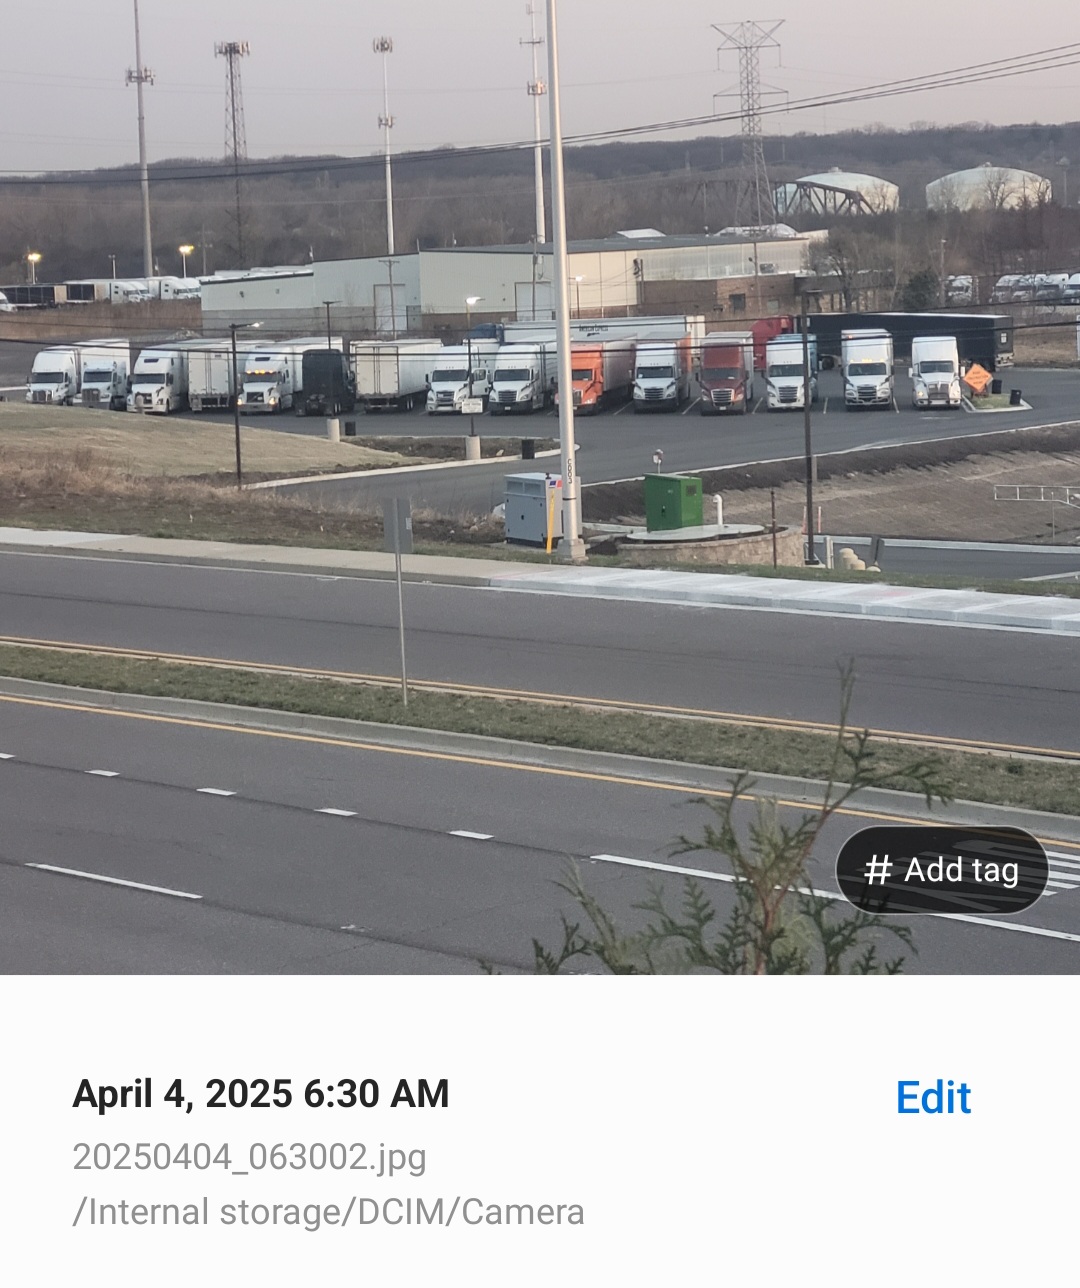 # Add tag
April 4, 2025 6:30 AM
Edit
20250404_063002.jpg
/Internal storage/DCIM/Camera